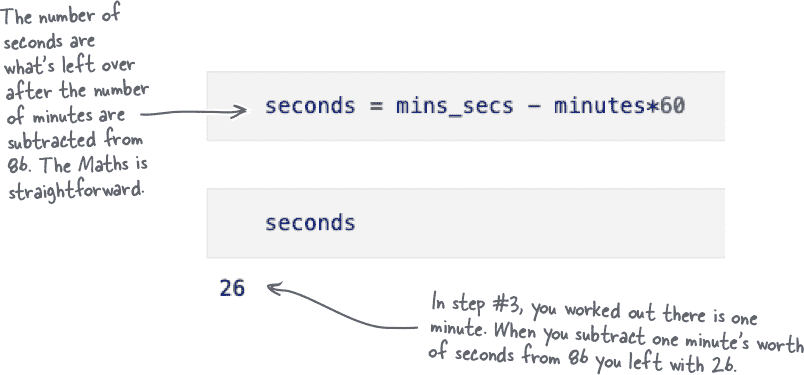 The number of
seconds are
what's left over
after the number
of minutes are
subtracted from
86. The Maths is
straightforward.
seconds = mins_secs - minutes*60
seconds
26
In step #3, you worked out there is one
minute. When you subtract one minute's worth
of seconds from 86 you left with 26.